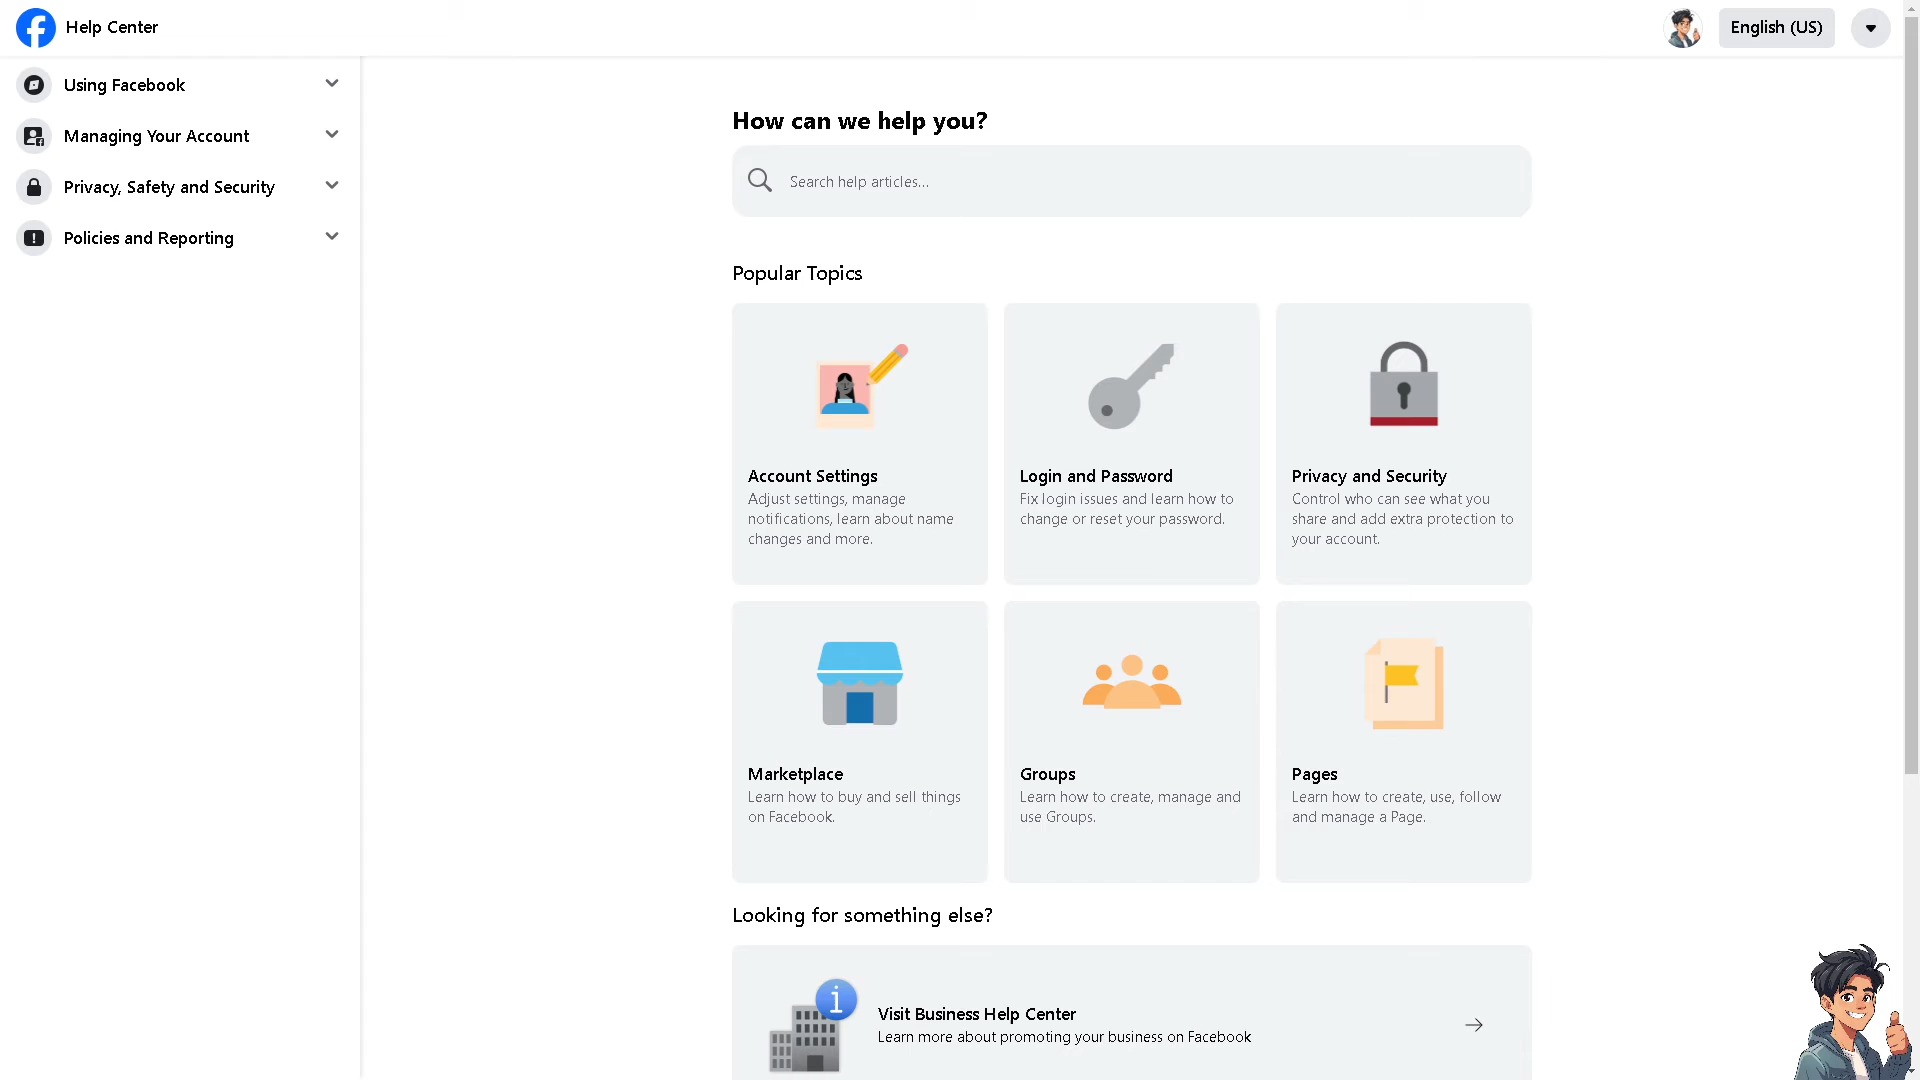 Help Center
English (US)
Using Facebook
Managing Your Account
Privacy, Safety and Security
Policies and Reporting
How can we help you?
Search help articles...
Popular Topics
Account Settings
Adjust settings, manage
notifications, learn about name
changes and more.
Login and Password
Fix login issues and learn how to
change or reset your password.
Privacy and Security
Control who can see what you
share and add extra protection to
your account.
Marketplace
Learn how to buy and sell things
on Facebook.
Groups
Learn how to create, manage and
use Groups.
Pages
Learn how to create, use, follow
and manage a Page.
Looking for something else?
Visit Business Help Center
Learn more about promoting your business on Facebook